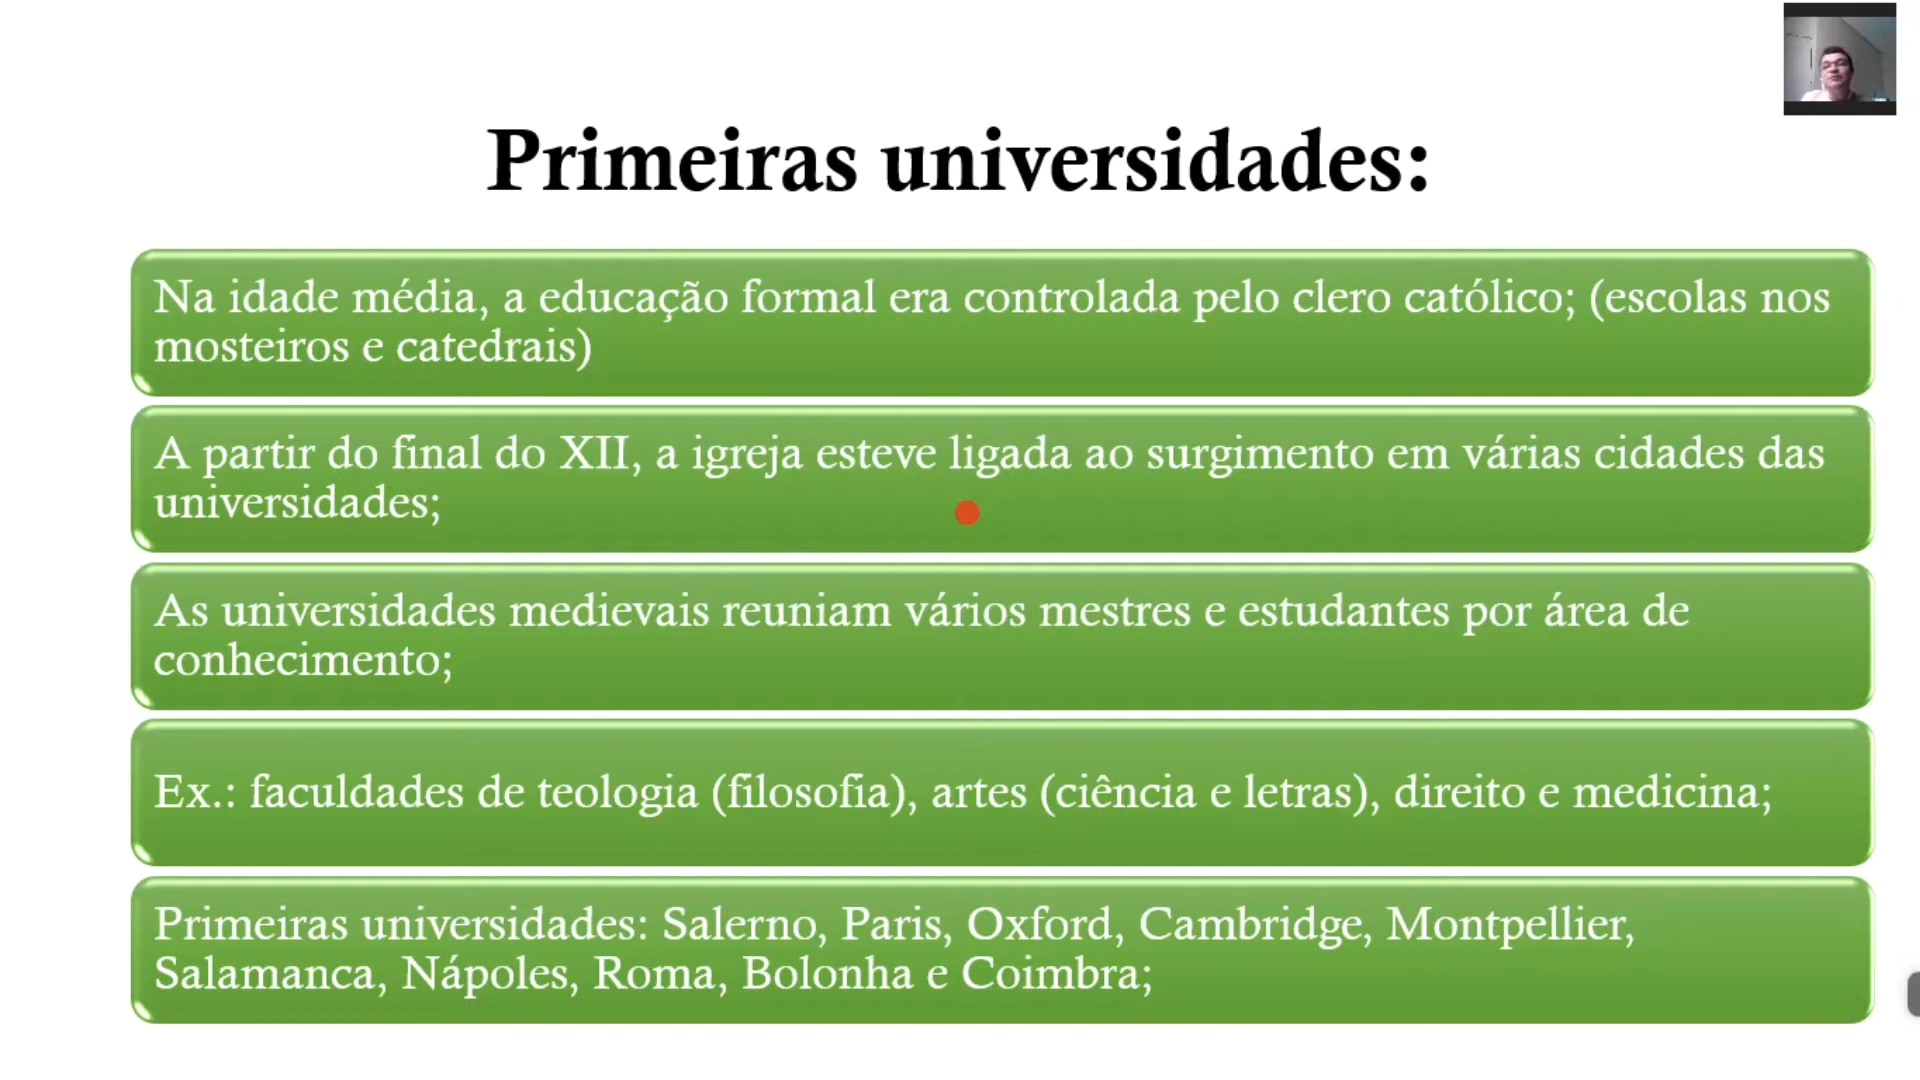 Primeiras universidades:
Na idade média, a educação formal era controlada pelo clero católico; (escolas nos
mosteiros e catedrais)
A partir do final do XII, a igreja esteve ligada ao surgimento em várias cidades das
universidades;
As universidades medievais reuniam vários mestres e estudantes por área de
conhecimento;
Ex.: faculdades de teologia (filosofia), artes (ciência e letras), direito e medicina;
Primeiras universidades: Salerno, Paris, Oxford, Cambridge, Montpellier,
Salamanca, Nápoles, Roma, Bolonha e Coimbra;